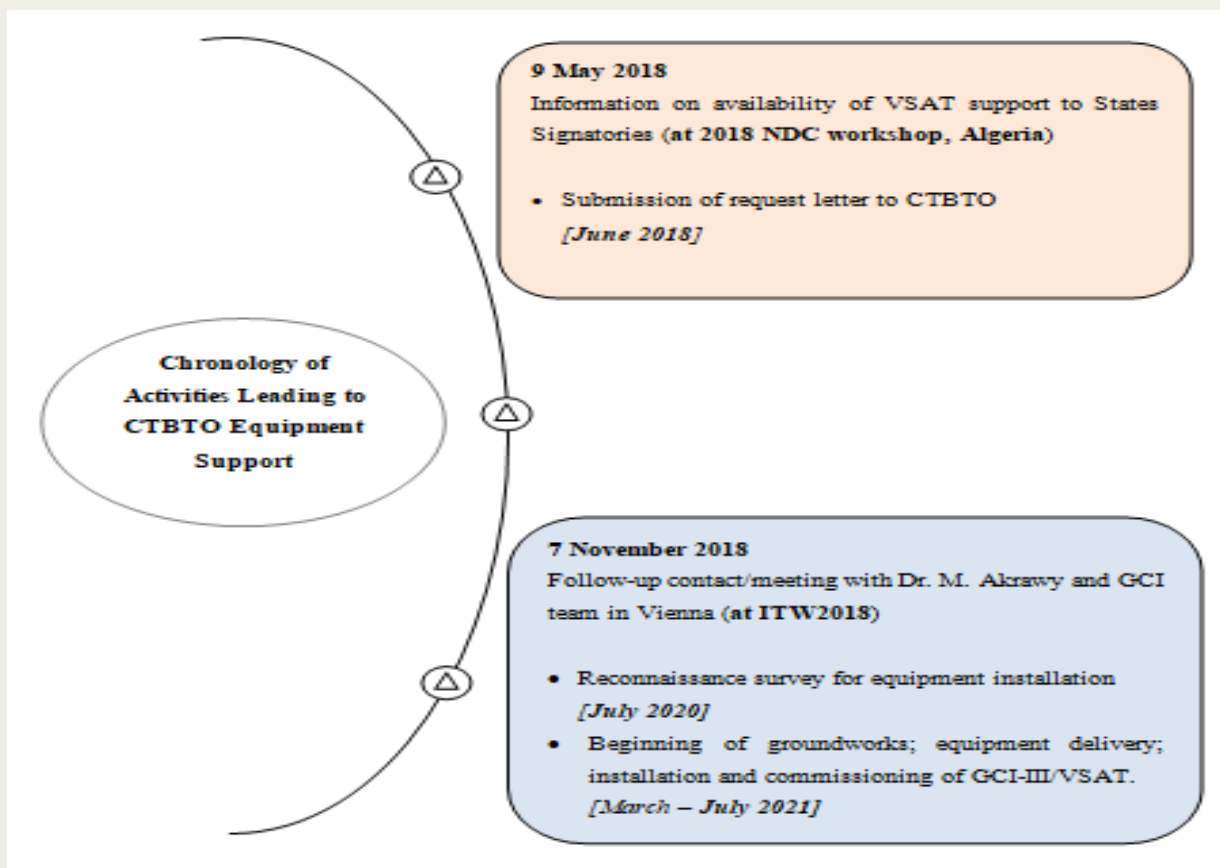 Chronology of
Activities Leading to
CTBTO Equipment
Support
9 May 2018
Information on availability of VSAT support to States
Signatories (at 2018 NDC workshop, Algeria)
• Submission of request letter to CTBTO
[June 2018]
7 November 2018
Follow-up contact/meeting with Dr. M. Akrawy and GCI
team in Vienna (at ITW2018)
• Reconnaissance survey for equipment installation
[July 2020]
• Beginning of groundworks; equipment delivery;
installation and commissioning of GCI-III/VSAT.
[March – July 2021]